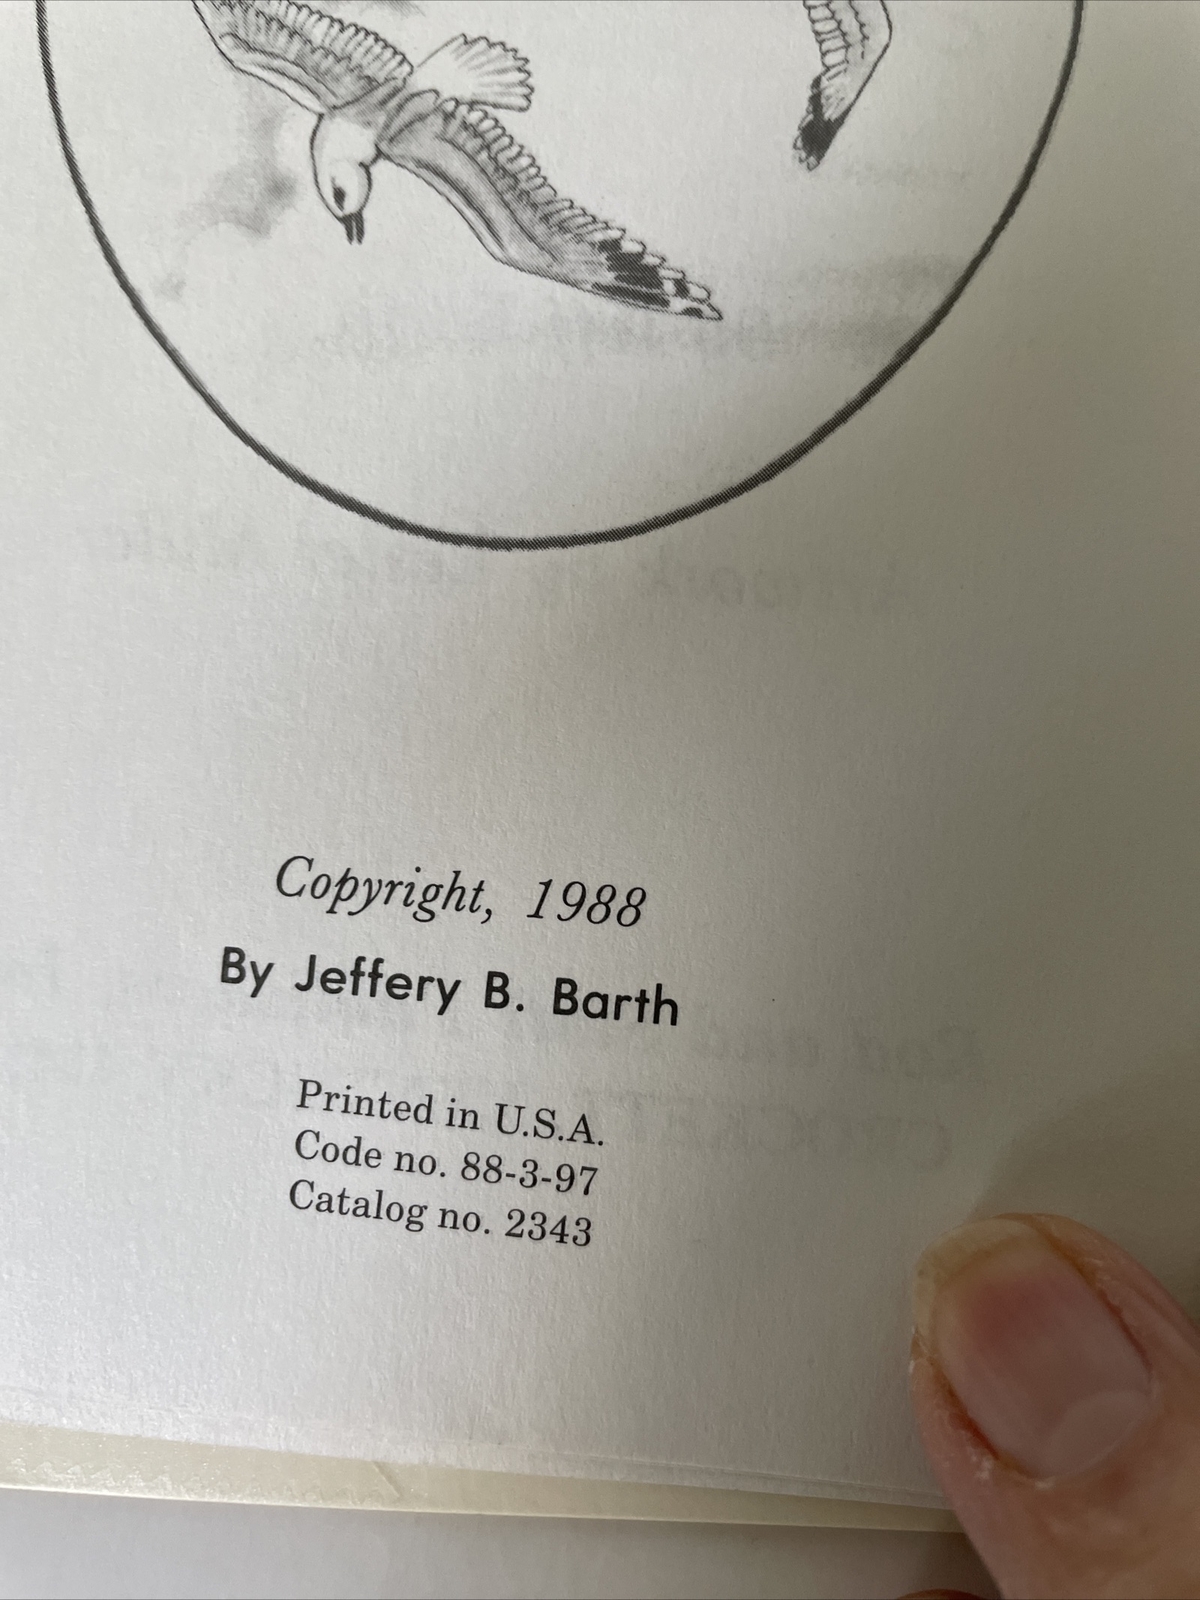 Copyright, 1988
By Jeffery B. Barth
Printed in U.S.A.
Code no. 88-3-97
Catalog no. 2343